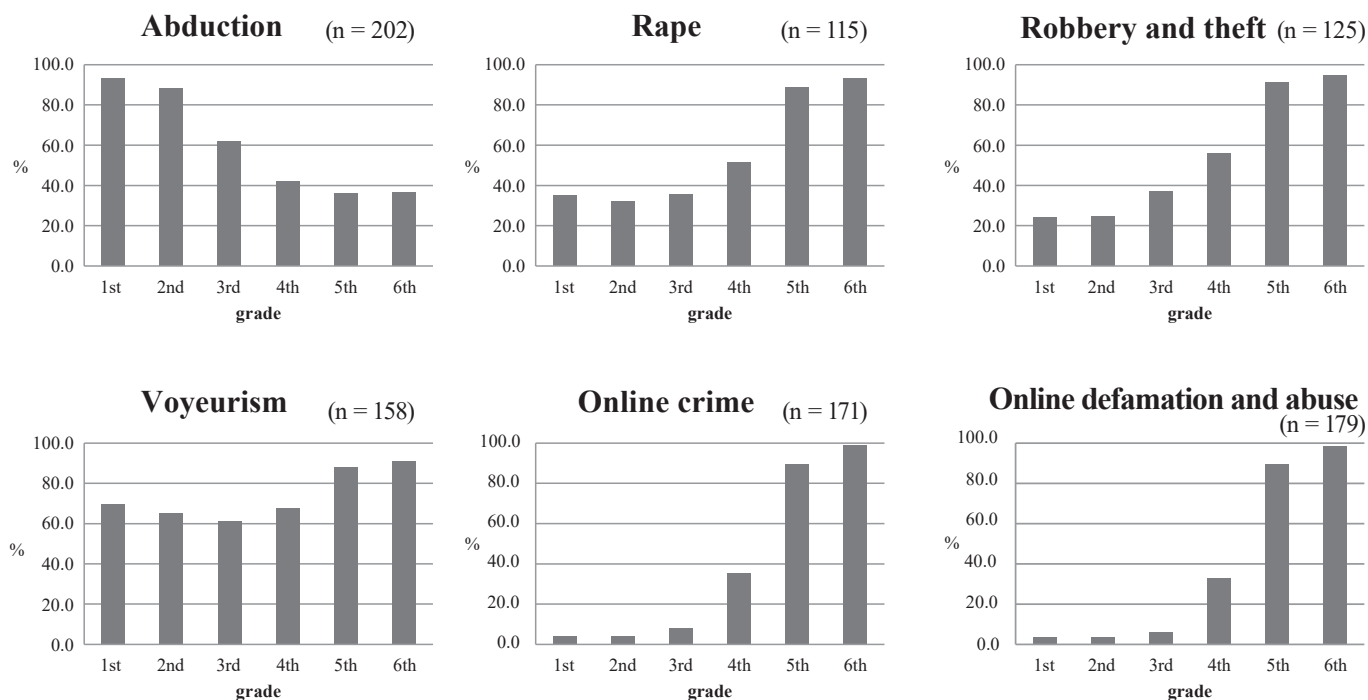 Abduction (n = 202)
100.0
80.0
60.0
40.0
20.0
0.0
%
1st 2nd 3rd 4th 5th 6th
grade
Rape (n = 115)
100.0
80.0
60.0
40.0
20.0
0.0
%
1st 2nd 3rd 4th 5th 6th
grade
Robbery and theft (n = 125)
100.0
80.0
60.0
40.0
20.0
0.0
%
1st 2nd 3rd 4th 5th 6th
grade
Voyeurism (n = 158)
100.0
80.0
60.0
40.0
20.0
0.0
%
1st 2nd 3rd 4th 5th 6th
grade
Online crime (n = 171)
100.0
80.0
60.0
40.0
20.0
0.0
%
1st 2nd 3rd 4th 5th 6th
grade
Online defamation and abuse
(n = 179)
100.0
80.0
60.0
40.0
20.0
0.0
%
1st 2nd 3rd 4th 5th 6th
grade